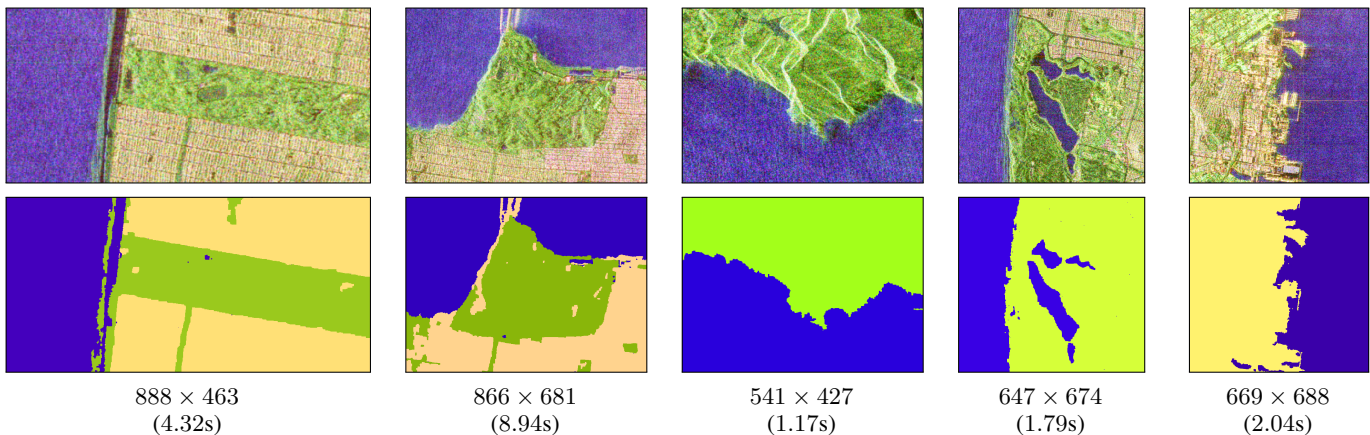 888 × 463 866 × 681 541 × 427 647 × 674 669 × 688
(4.32s) (8.94s) (1.17s) (1.79s) (2.04s)